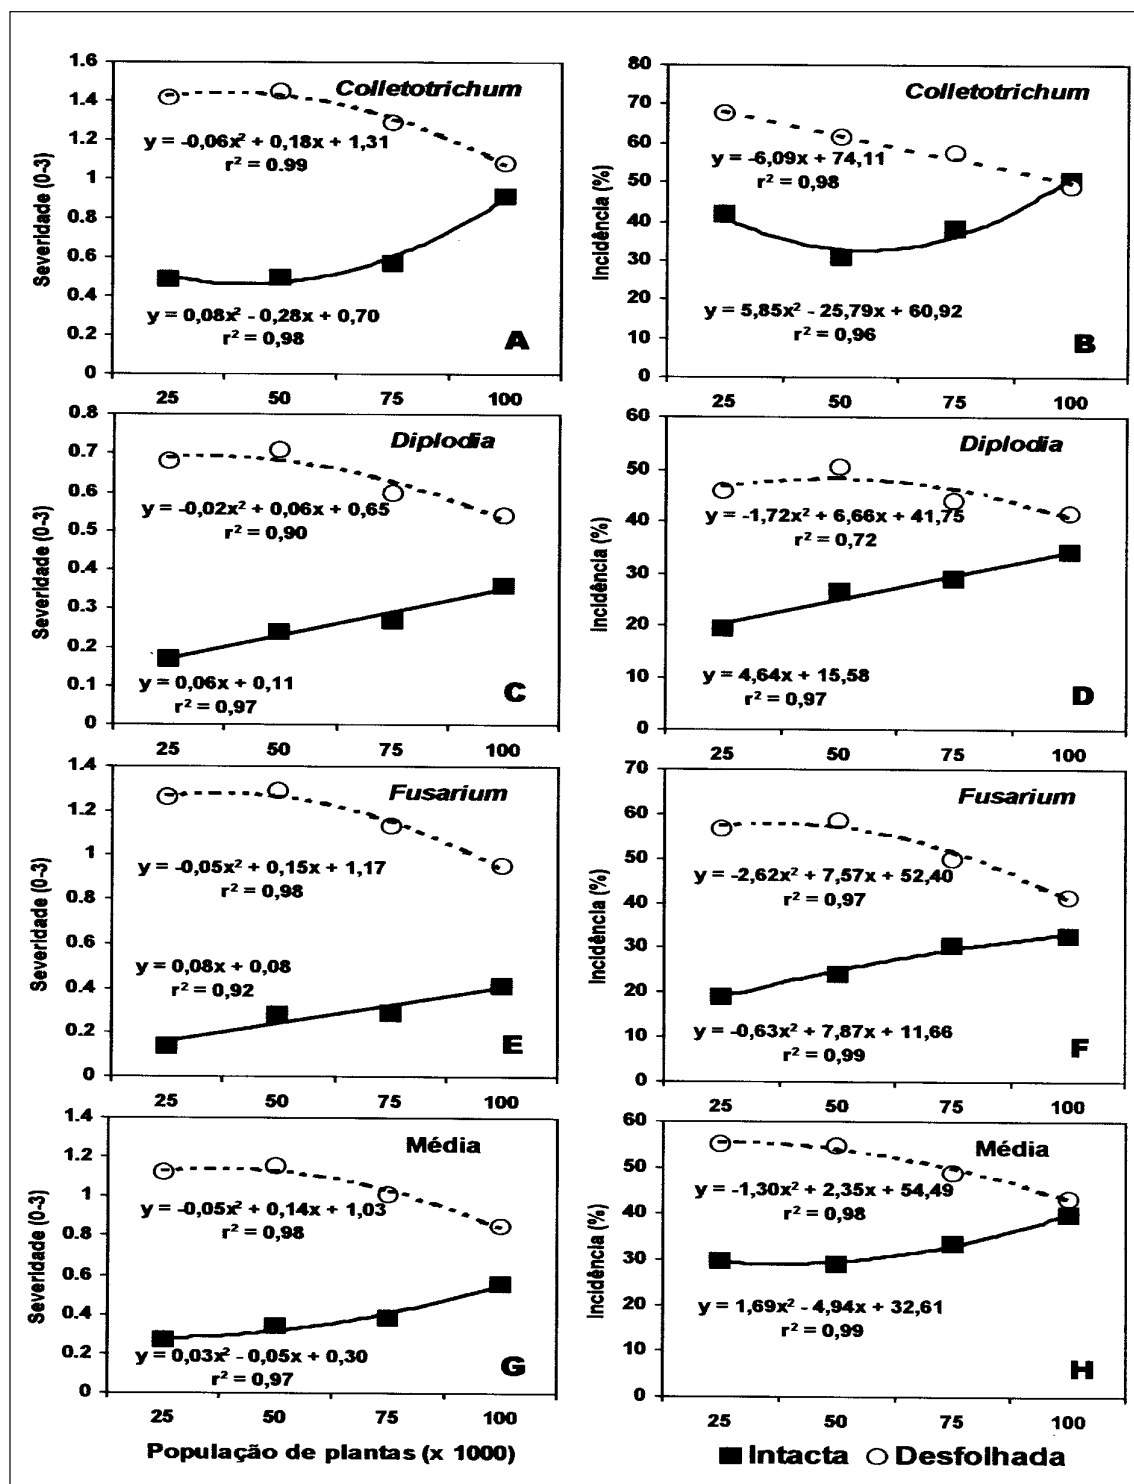 1.6
1.4
1.2
1
0.8
0.6
0.4
0.2
0
Severidade (0-3)
Colletotrichum
y = -0,06x² + 0,18x + 1,31
r² = 0.99
y = 0,08x² - 0,28x + 0,70
r² = 0,98
A
25 50 75 100
80
70
60
50
40
30
20
10
0
Incidência (%)
Colletotrichum
y = -6,09x + 74,11
r² = 0,98
y = 5,85x² - 25,79x + 60,92
r² = 0,96
B
25 50 75 100
0.8
0.7
0.6
0.5
0.4
0.3
0.2
0.1
0
Severidade (0-3)
Diplodia
y = -0,02x² + 0,06x + 0,65
r² = 0,90
y = 0,06x + 0,11
r² = 0,97
C
25 50 75 100
60
50
40
30
20
10
0
Incidência (%)
Diplodia
y = -1,72x² + 6,66x + 41,75
r² = 0,72
y = 4,64x + 15,58
r² = 0,97
D
25 50 75 100
1.4
1.2
1
0.8
0.6
0.4
0.2
0
Severidade (0-3)
Fusarium
y = -0,05x² + 0,15x + 1,17
r² = 0,98
y = 0,08x + 0,08
r² = 0,92
E
25 50 75 100
70
60
50
40
30
20
10
0
Incidência (%)
Fusarium
y = -2,62x² + 7,57x + 52,40
r² = 0,97
y = -0,63x² + 7,87x + 11,66
r² = 0,99
F
25 50 75 100
1.4
1.2
1
0.8
0.6
0.4
0.2
0
Severidade (0-3)
Média
y = -0,05x² + 0,14x + 1,03
r² = 0,98
y = 0,03x² - 0,05x + 0,30
r² = 0,97
G
25 50 75 100
População de plantas (x 1000)
60
50
40
30
20
10
0
Incidência (%)
Média
y = -1,30x² + 2,35x + 54,49
r² = 0,98
y = 1,69x² - 4,94x + 32,61
r² = 0,99
H
25 50 75 100
Intacta Desfolhada